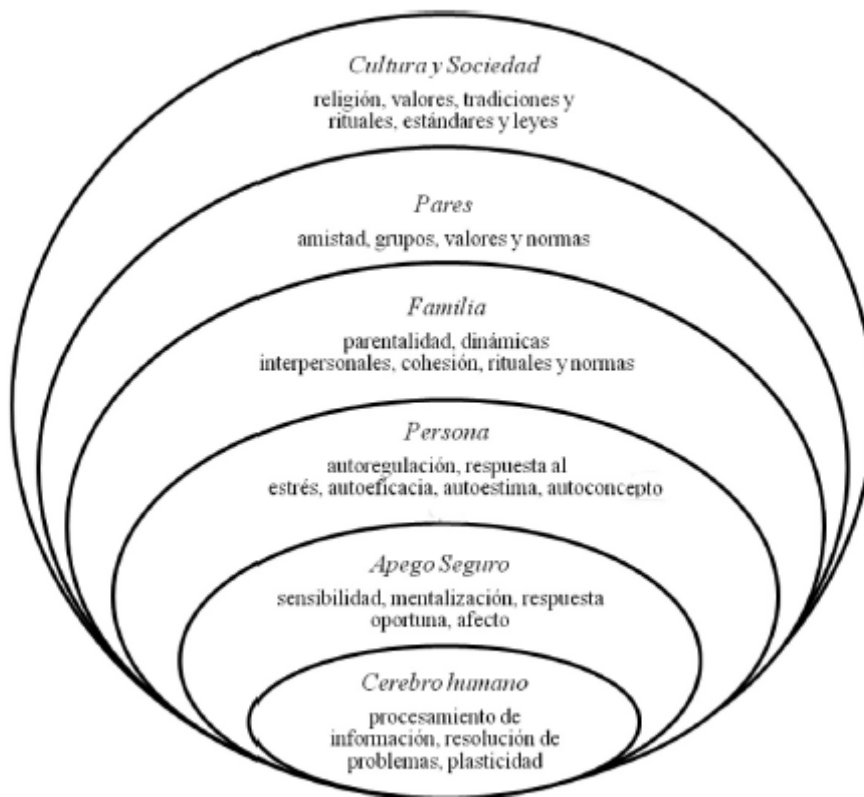 Cultura y Sociedad
religión, valores, tradiciones y
rituales, estándares y leyes
Pares
amistad, grupos, valores y normas
Família
parentalidad, dinámicas
interpersonales, cohesión, rituales y normas
Persona
autoregulación, respuesta al
estrés, autoeficacia, autoestima, autoconcepto
Apego Seguro
sensibilidad, mentalización, respuesta
oportuna, afecto
Cerebro humano
procesamiento de
información, resolución de
problemas, plasticidad